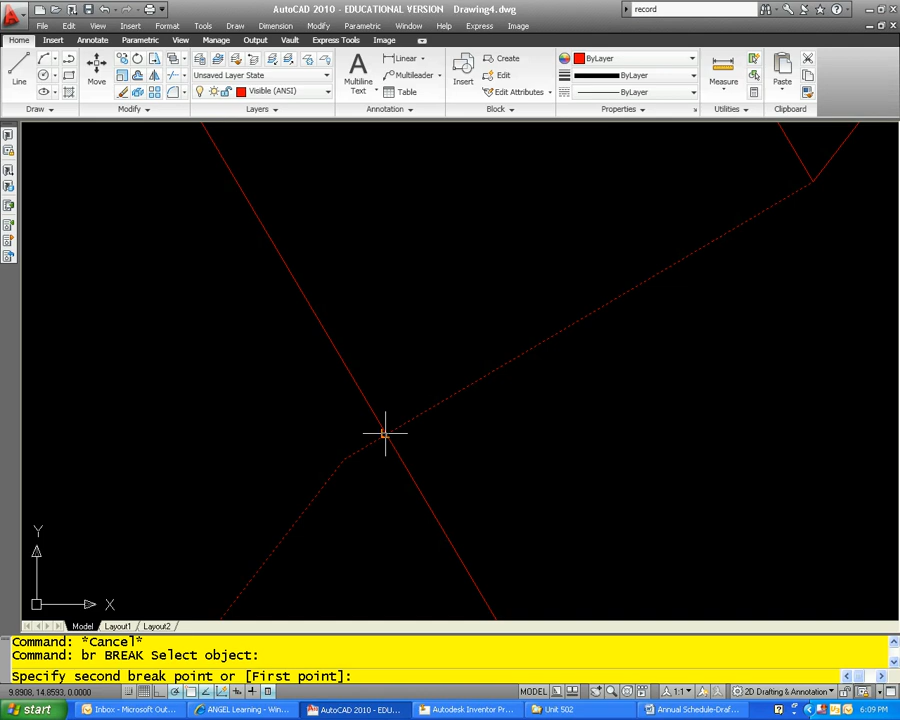 AutoCAD 2010 - EDUCATIONAL VERSION Drawing4.dwg
record
File Edit View Insert Format Tools Draw Dimension Modify Parametric Window Help Express Image
Home Insert Annotate Parametric View Manage Output Vault Express Tools Image
Line
Move
Unsaved Layer State
Visible (ANSI)
Multiline
Text
Linear
Multileader
Table
Insert
Create
Edit
Edit Attributes
ByLayer
ByLayer
ByLayer
Measure
Paste
Draw Modify Layers Annotation Block Properties Utilities Clipboard
Y
X
Model Layout1 Layout2
Command: *Cancel*
Command: br BREAK Select object:
Specify second break point or [First point]:
9.8908, 14.8593, 0.0000
MODEL
1:1
2D Drafting & Annotation
start
Inbox - Microsoft Out...
ANGEL Learning - Win...
AutoCAD 2010 - EDU...
Autodesk Inventor Pr...
Unit 502
Annual Schedule-Draf...
6:09 PM